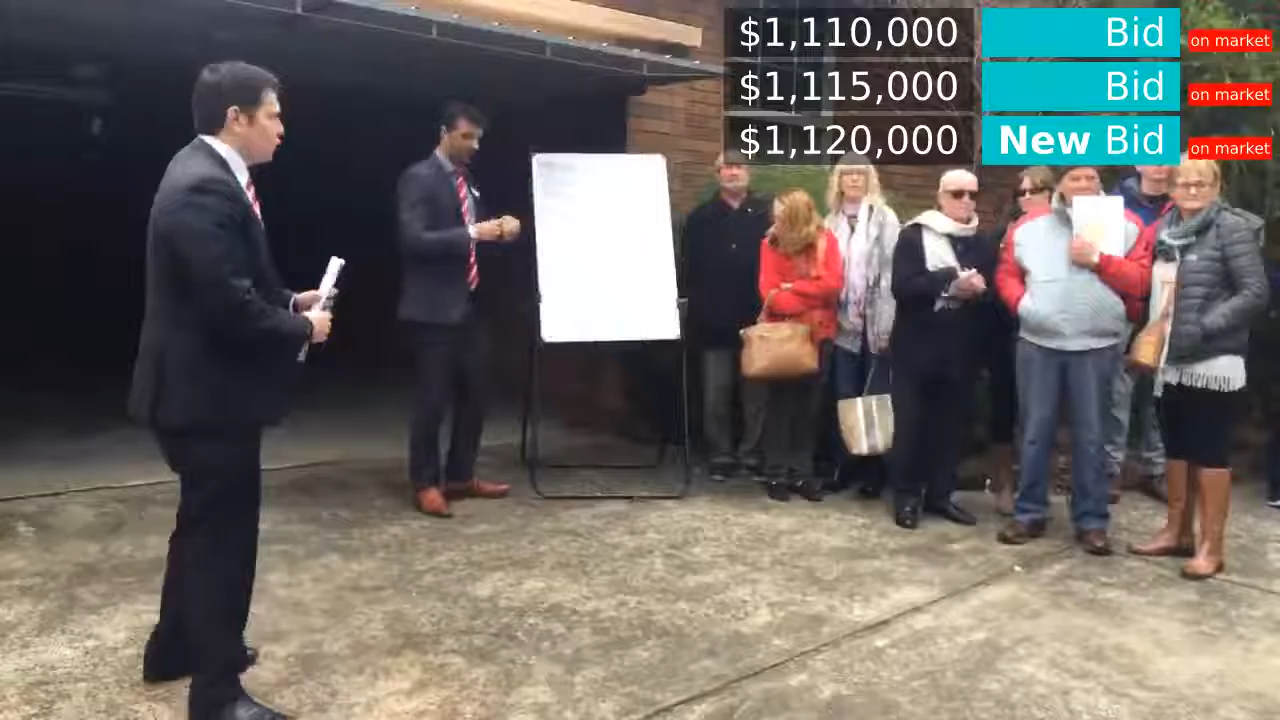 $1,110,000 Bid on market
$1,115,000 Bid on market
$1,120,000 New Bid on market